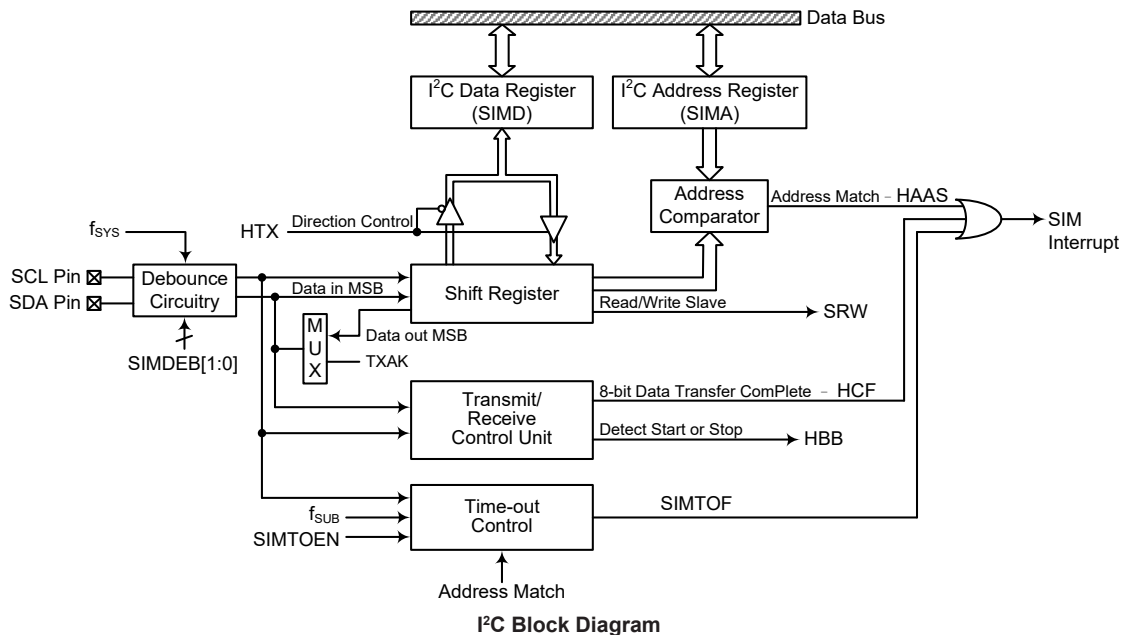 Data Bus
I²C Data Register
(SIMD)
I²C Address Register
(SIMA)
Address
Comparator
Address Match - HAAS
SIM
Interrupt
HTX
Direction Control
fSYS
SCL Pin
SDA Pin
Debounce
Circuitry
SIMDEB[1:0]
Data in MSB
Shift Register
Read/Write Slave
SRW
M
U
X
Data out MSB
TXAK
Transmit/
Receive
Control Unit
8-bit Data Transfer ComPlete - HCF
Detect Start or Stop
HBB
fSUB
SIMTOEN
Time-out
Control
SIMTOF
Address Match
I²C Block Diagram